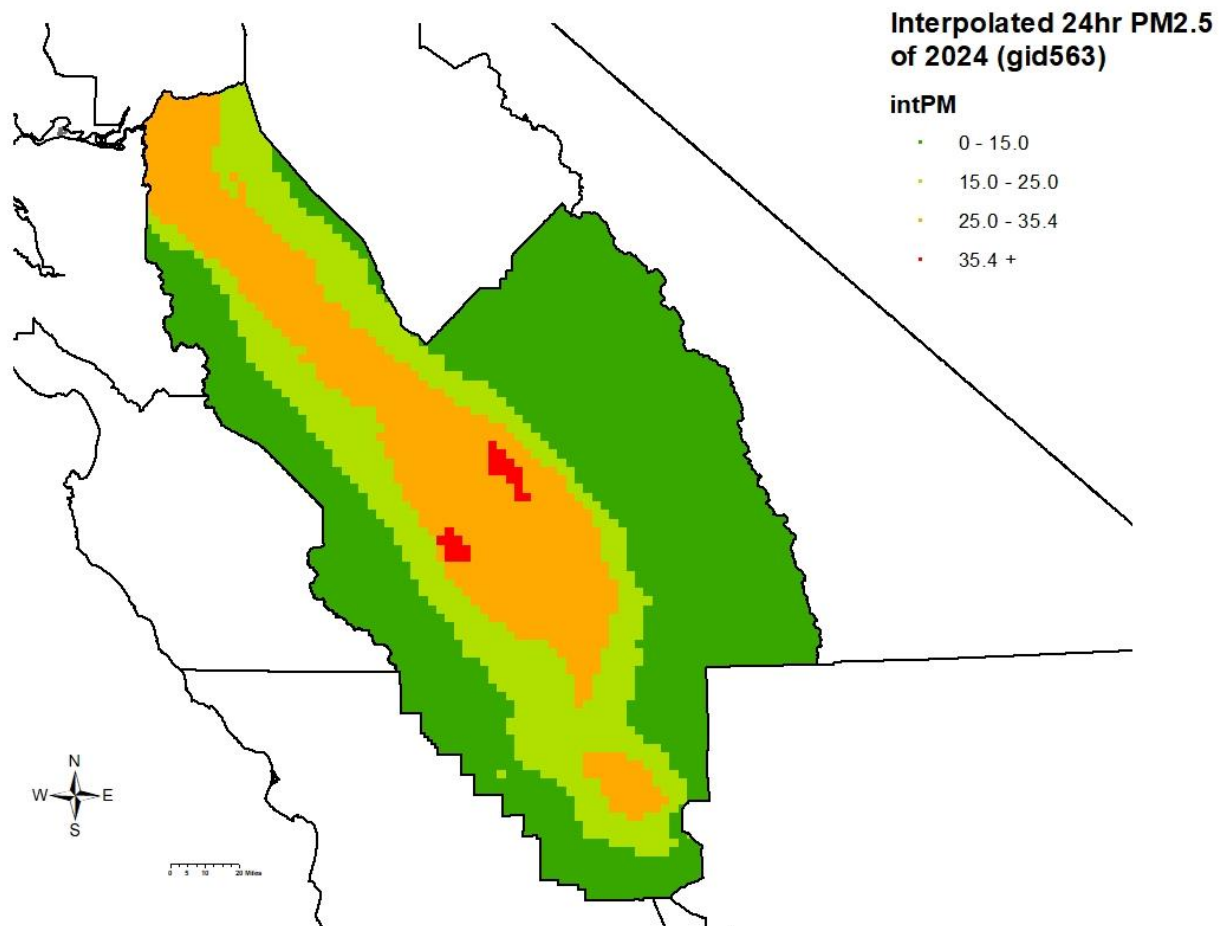 Interpolated 24hr PM2.5
of 2024 (gid563)
intPM
0 - 15.0
15.0 - 25.0
25.0 - 35.4
35.4 +
N
W E
S
0 5 10 20 Miles